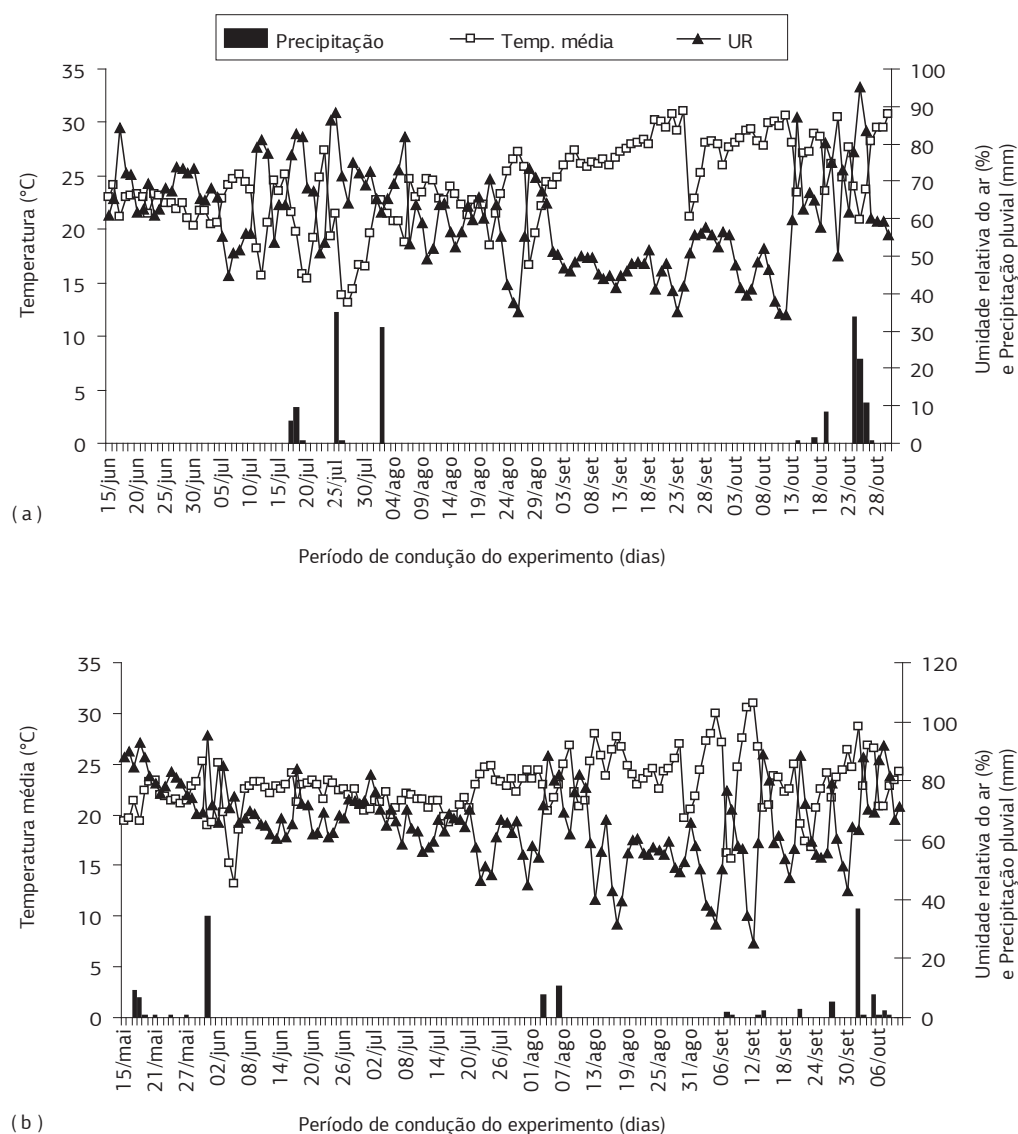 Precipitação Temp. média UR
35 100
30 90
25 80
20 70
15 60
10 50
5 40
0 30
20
10
0
Temperatura (°C)
Umidade relativa do ar (%)
e Precipitação pluvial (mm)
15/jun 20/jun 25/jun 30/jun 05/jul 10/jul 15/jul 20/jul 25/jul 30/jul 04/ago 09/ago 14/ago 19/ago 24/ago 29/ago 03/set 08/set 13/set 18/set 23/set 28/set 03/out 08/out 13/out 18/out 23/out 28/out
(a)
Período de condução do experimento (dias)
35 120
30 100
25 80
20 60
15 40
10 20
5 0
0
Temperatura média (°C)
Umidade relativa do ar (%)
e Precipitação pluvial (mm)
15/mai 21/mai 27/mai 02/jun 08/jun 14/jun 20/jun 26/jun 02/jul 08/jul 14/jul 20/jul 26/jul 01/ago 07/ago 13/ago 19/ago 25/ago 31/ago 06/set 12/set 18/set 24/set 30/set 06/out
(b)
Período de condução do experimento (dias)